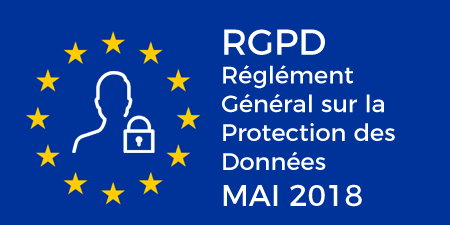 RGPD
Réglément
Général sur la
Protection des
Données
MAI 2018